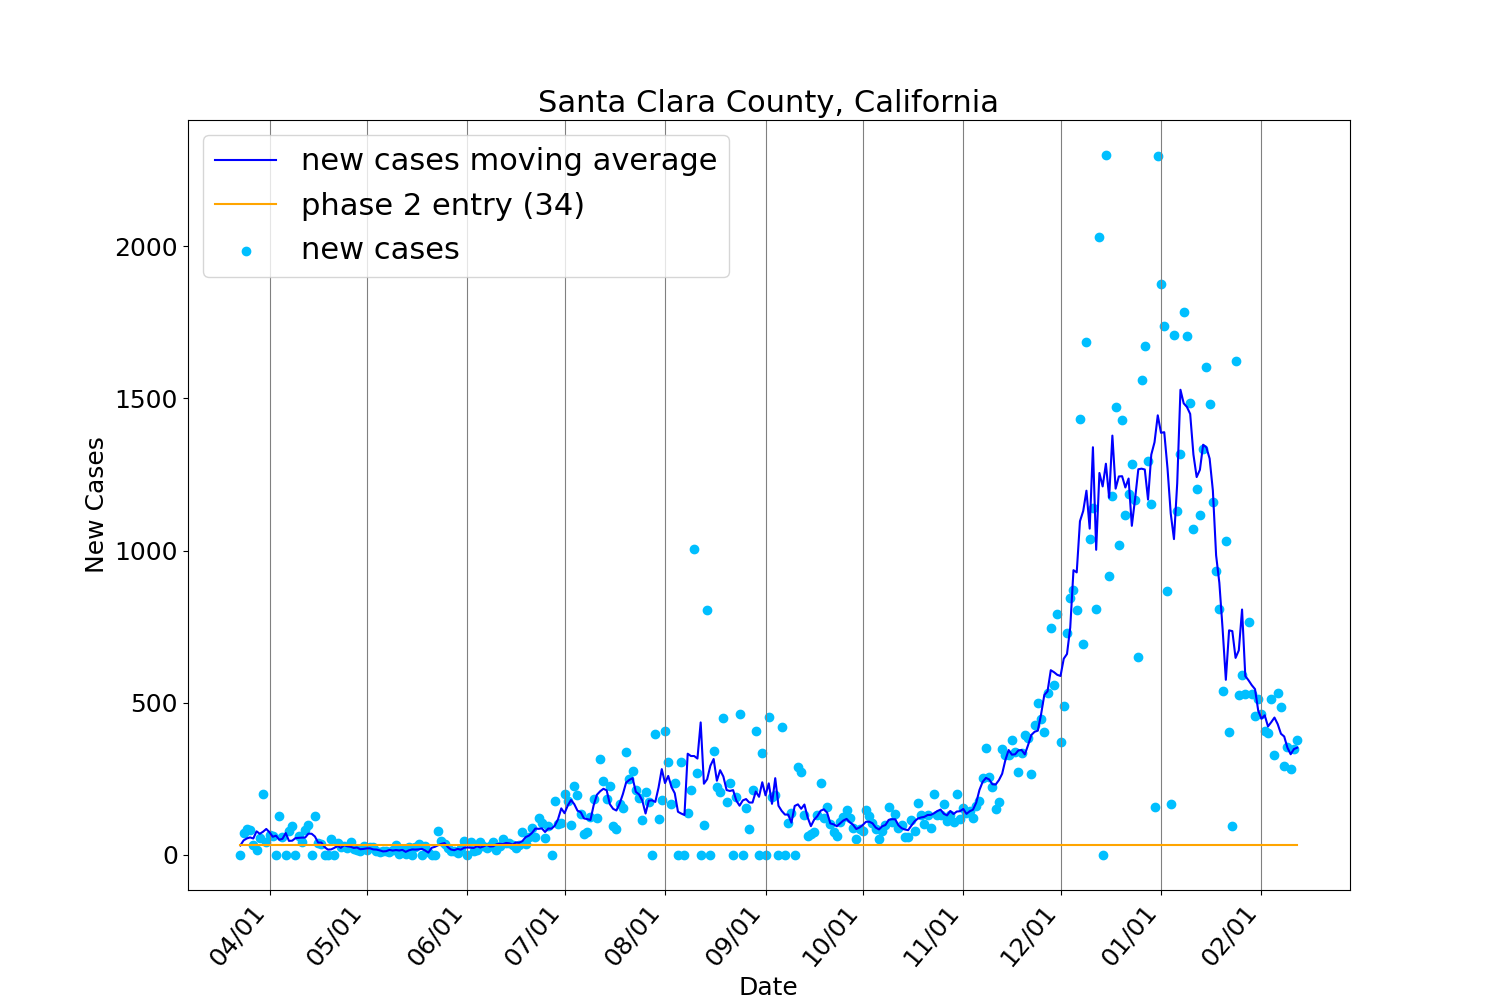 Santa Clara County, California
new cases moving average
phase 2 entry (34)
new cases
New Cases
2000
1500
1000
500
0
04/01 05/01 06/01 07/01 08/01 09/01 10/01 11/01 12/01 01/01 02/01
Date